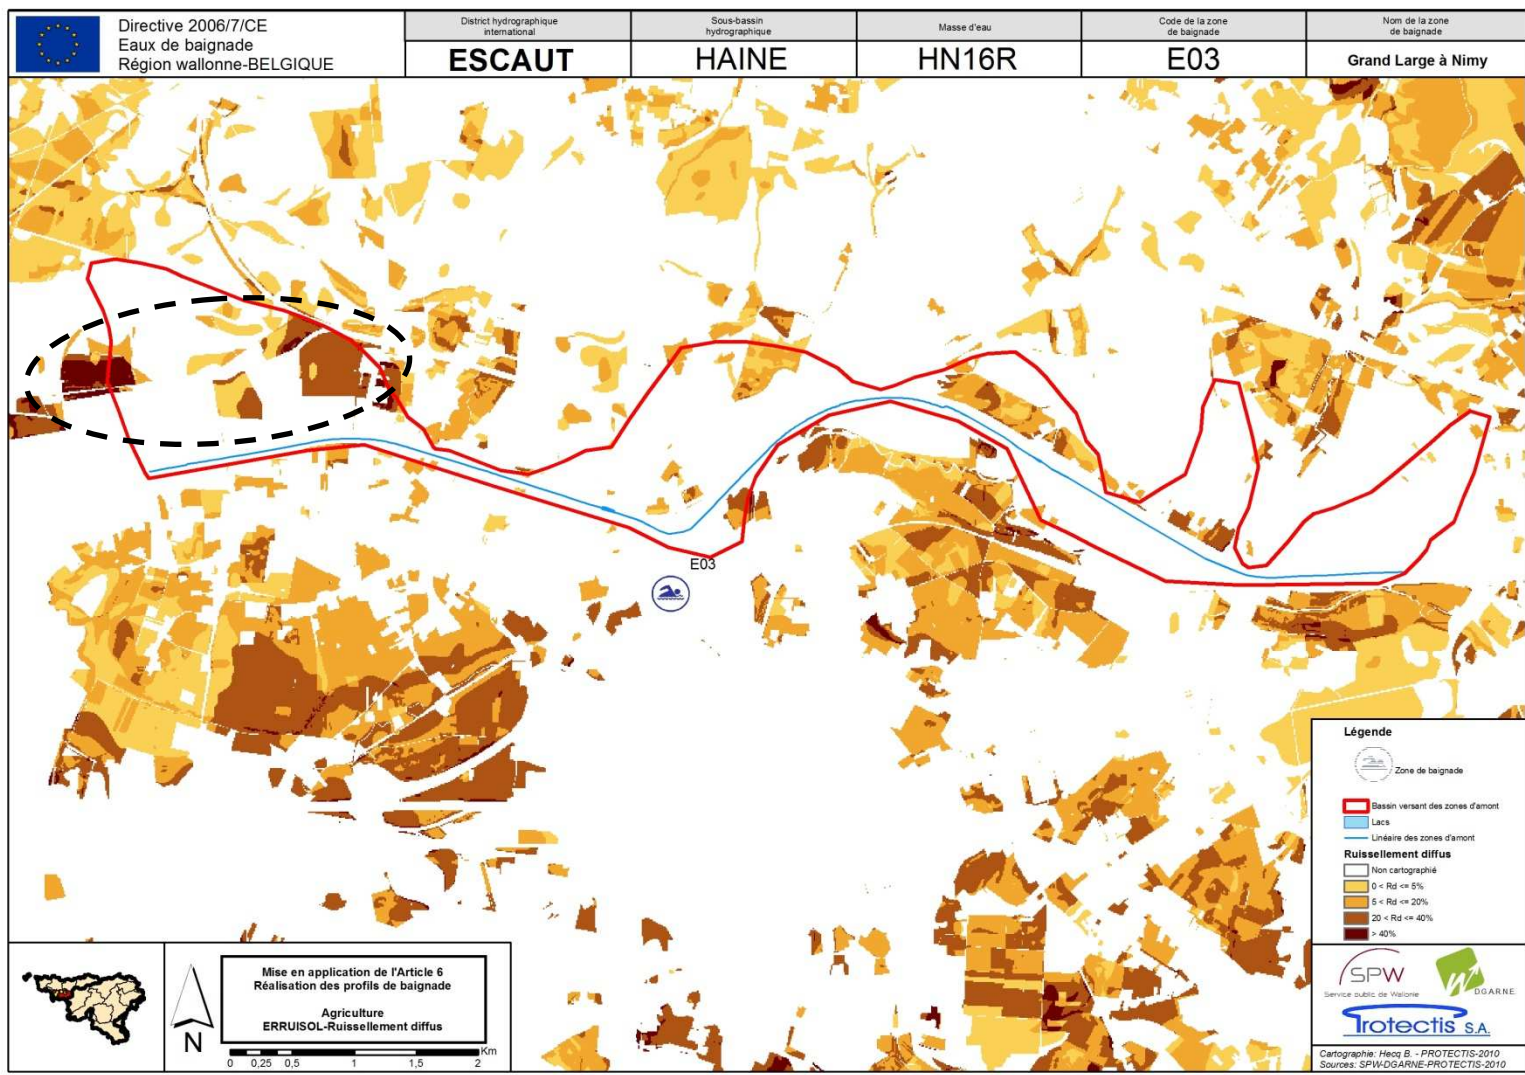 Directive 2006/7/CE
Eaux de baignade
Région wallonne-BELGIQUE
District hydrographique
international
ESCAUT
Sous-bassin
hydrographique
HAINE
Masse d'eau
HN16R
Code de la zone
de baignade
E03
Nom de la zone
de baignade
Grand Large à Nimy
E03
Légende
Zone de baignade
Bassin versant des zones d'amont
Lacs
Linéaire des zones d'amont
Ruissellement diffus
Non cartographié
0 < Rd <= 5%
5 < Rd <= 20%
20 < Rd <= 40%
> 40%
SPW
Service public de Wallonie
DGARNE
Protectis S.A.
Cartographie: Hecq B. - PROTECTIS-2010
Sources: SPW-DGARNE-PROTECTIS-2010
N
Mise en application de l'Article 6
Réalisation des profils de baignade
Agriculture
ERRUISOL-Ruissellement diffus
Km
0 0,25 0,5 1 1,5 2